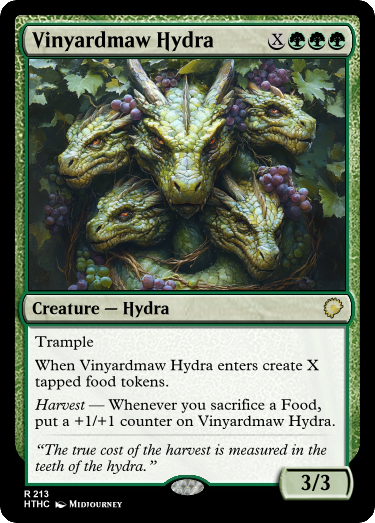 Vinyardmaw Hydra X
Creature — Hydra
Trample
When Vinyardmaw Hydra enters create X
tapped food tokens.
Harvest — Whenever you sacrifice a Food,
put a +1/+1 counter on Vinyardmaw Hydra.
“The true cost of the harvest is measured in the
teeth of the hydra.”
3/3
R 213
HTHC Midjourney